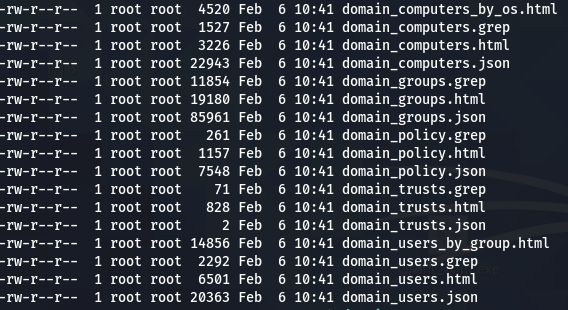 -rw-r--r-- 1 root root 4520 Feb 6 10:41 domain_computers_by_os.html
-rw-r--r-- 1 root root 1527 Feb 6 10:41 domain_computers.grep
-rw-r--r-- 1 root root 3226 Feb 6 10:41 domain_computers.html
-rw-r--r-- 1 root root 22943 Feb 6 10:41 domain_computers.json
-rw-r--r-- 1 root root 11854 Feb 6 10:41 domain_groups.grep
-rw-r--r-- 1 root root 19180 Feb 6 10:41 domain_groups.html
-rw-r--r-- 1 root root 85961 Feb 6 10:41 domain_groups.json
-rw-r--r-- 1 root root 261 Feb 6 10:41 domain_policy.grep
-rw-r--r-- 1 root root 1157 Feb 6 10:41 domain_policy.html
-rw-r--r-- 1 root root 7548 Feb 6 10:41 domain_policy.json
-rw-r--r-- 1 root root 71 Feb 6 10:41 domain_trusts.grep
-rw-r--r-- 1 root root 828 Feb 6 10:41 domain_trusts.html
-rw-r--r-- 1 root root 2 Feb 6 10:41 domain_trusts.json
-rw-r--r-- 1 root root 14856 Feb 6 10:41 domain_users_by_group.html
-rw-r--r-- 1 root root 2292 Feb 6 10:41 domain_users.grep
-rw-r--r-- 1 root root 6501 Feb 6 10:41 domain_users.html
-rw-r--r-- 1 root root 20363 Feb 6 10:41 domain_users.json